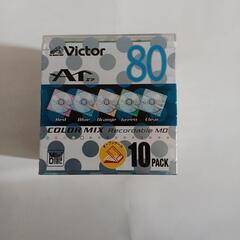 Victor
80
AI
Red Blue Orange Green Clear
COLOR MIX Recordable MD
10 PACK